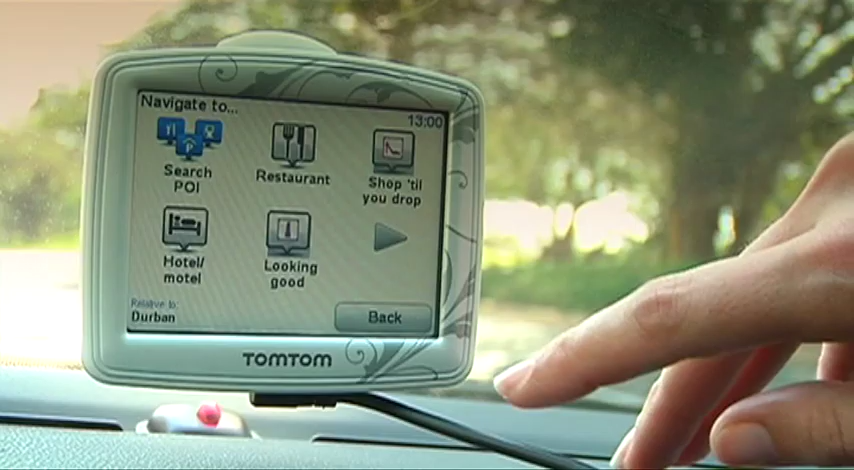 Navigate to...
13:00
Search
POI
Restaurant
Shop 'til
you drop
Hotel/
motel
Looking
good
Relative to:
Durban
Back
TOMTOM